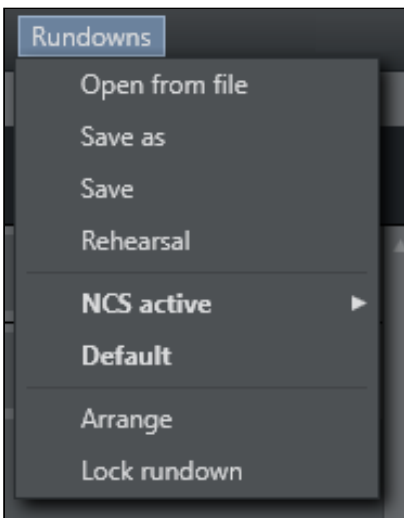 Rundowns
Open from file
Save as
Save
Rehearsal
NCS active
Default
Arrange
Lock rundown